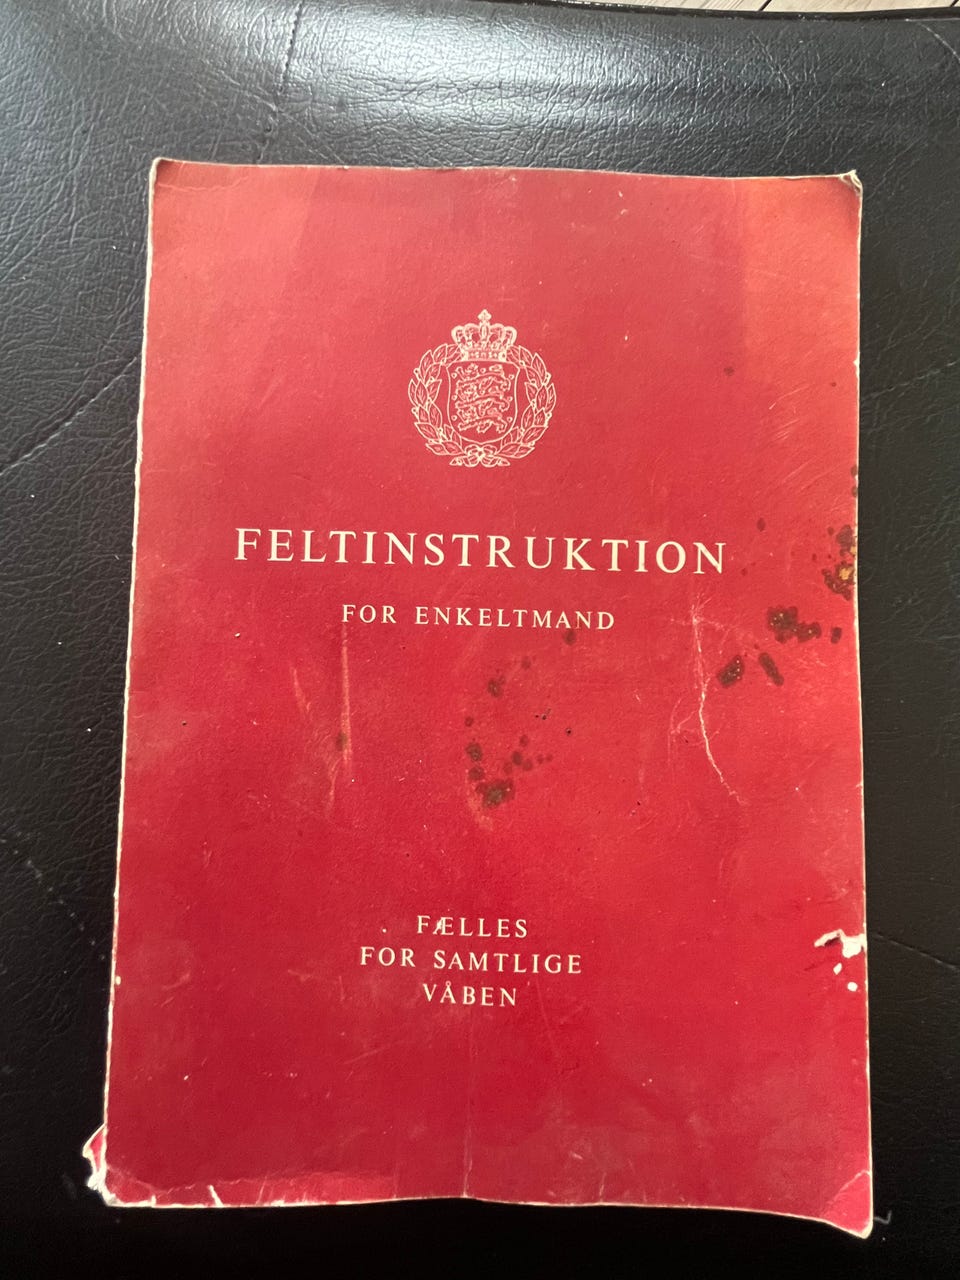 FELTINSTRUKTION
FOR ENKELTMAND
FÆLLES
FOR SAMTLIGE
VÅBEN